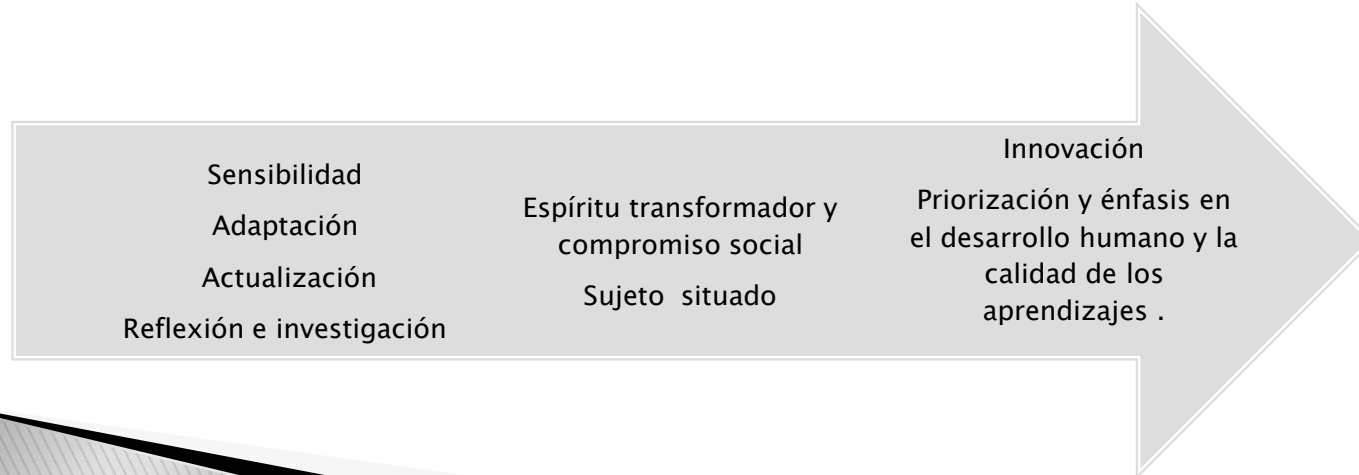 Sensibilidad
Adaptación
Actualización
Reflexión e investigación
Espíritu transformador y
compromiso social
Sujeto  situado
Innovación
Priorización y énfasis en
el desarrollo humano y la
calidad de los
aprendizajes .